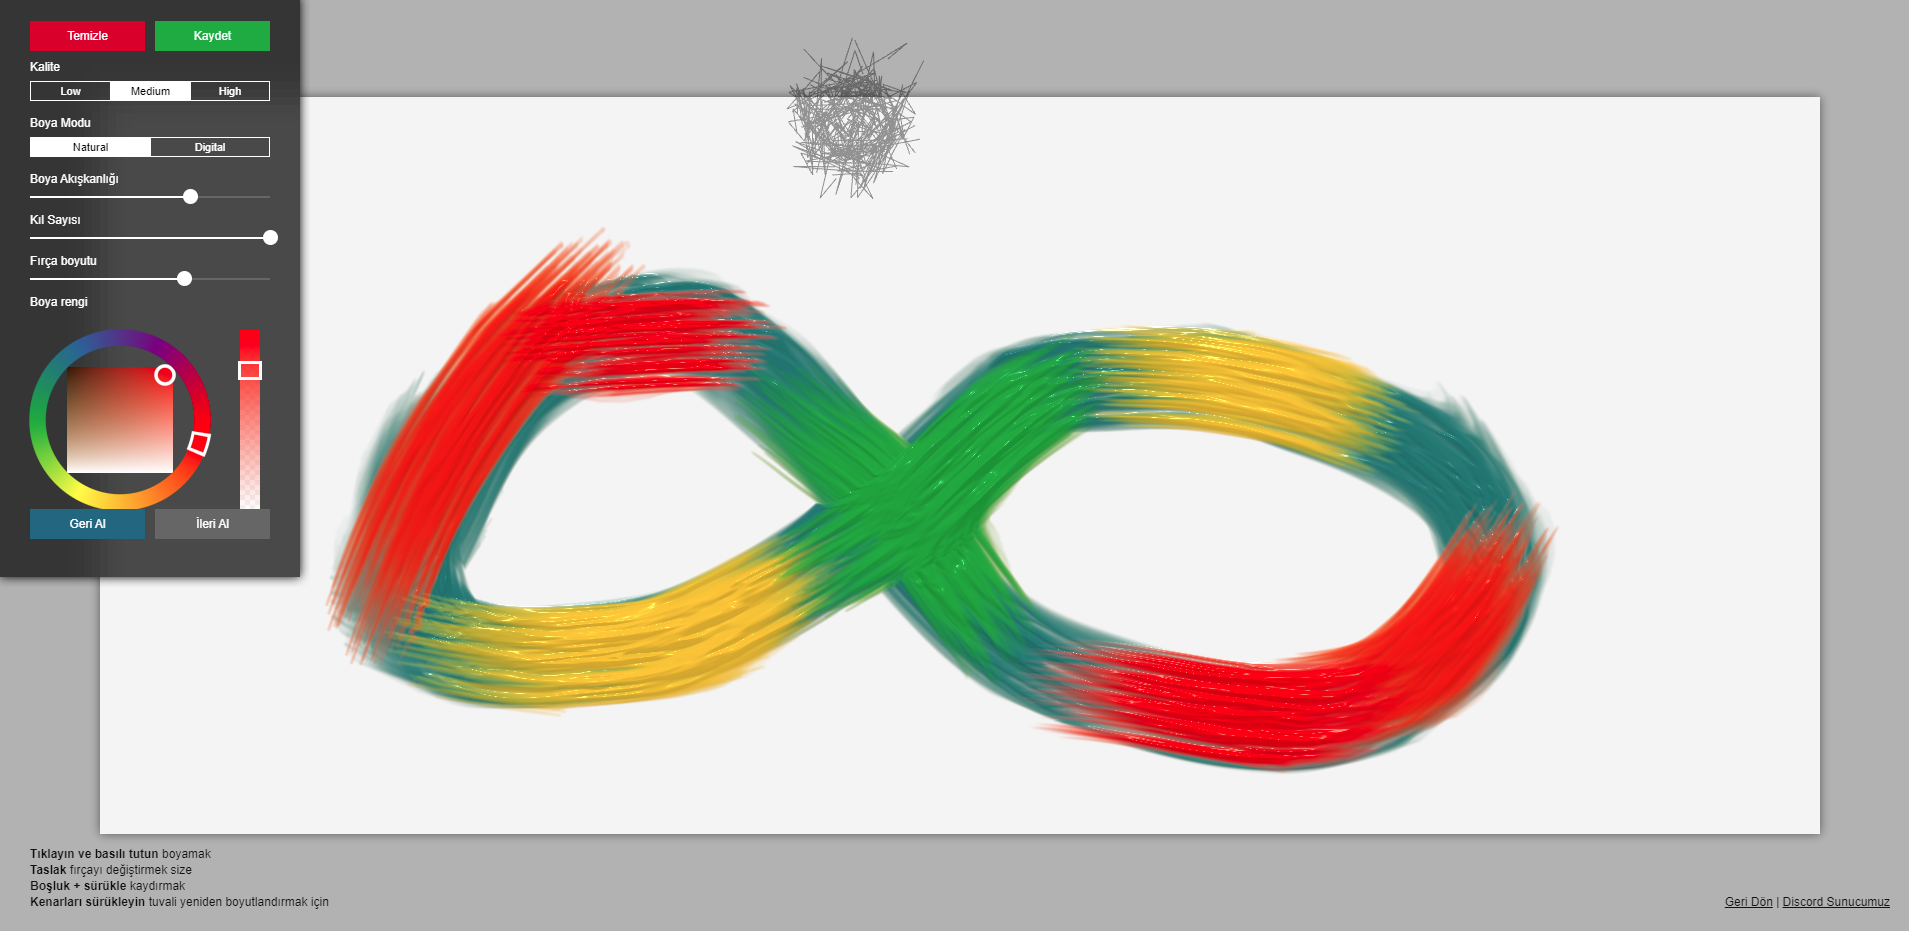 Temizle Kaydet
Kalite
Low Medium High
Boya Modu
Natural Digital
Boya Akışkanlığı
Kıl Sayısı
Fırça boyutu
Boya rengi
Geri Al İleri Al
Tıklayın ve basılı tutun boyamak
Taslak fırçayı değiştirmek size
Boşluk + sürükle kaydırmak
Kenarları sürükleyin tuvali yeniden boyutlandırmak için
Geri Dön | Discord Sunucumuz